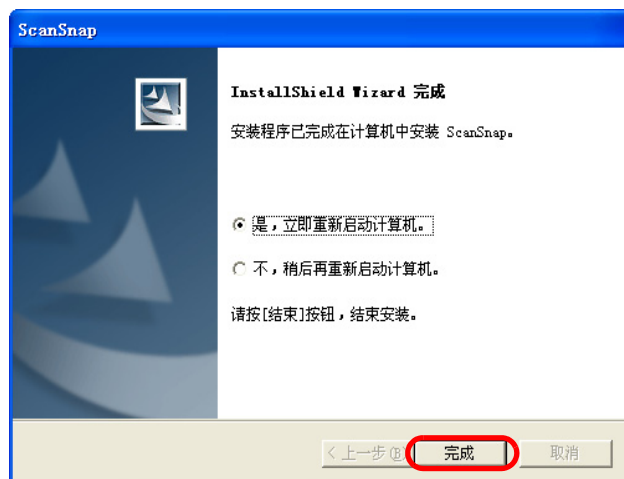 ScanSnap
InstallShield Wizard 完成
安装程序已完成在计算机中安装 ScanSnap。
是，立即重新启动计算机。
不，稍后再重新启动计算机。
请按[结束]按钮，结束安装。
< 上一步(B) 完成 取消